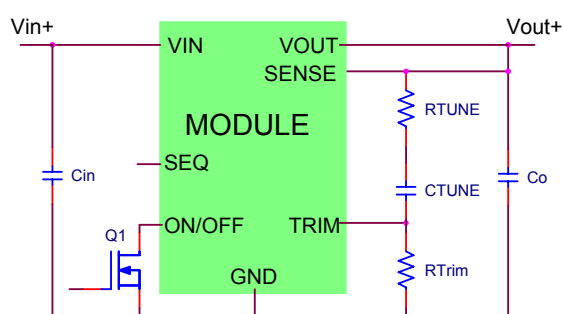 Vin+
Vout+
VIN
VOUT
SENSE
RTUNE
MODULE
SEQ
Cin
CTUNE
Co
Q1
ON/OFF
TRIM
GND
RTrim